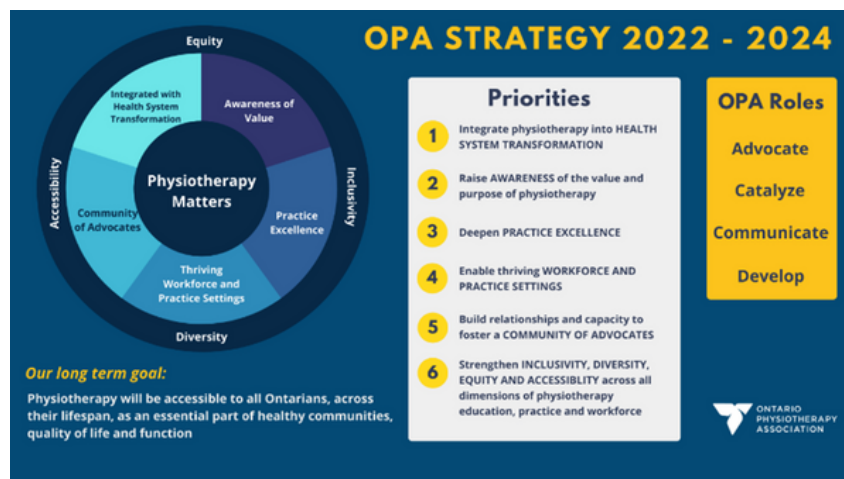 OPA STRATEGY 2022 - 2024
Equity
Integrated with
Health System
Transformation
Awareness of
Value
Accessibility
Physiotherapy
Matters
Inclusivity
Community
of Advocates
Practice
Excellence
Thriving
Workforce and
Practice Settings
Diversity
Our long term goal:
Physiotherapy will be accessible to all Ontarians, across
their lifespan, as an essential part of healthy communities,
quality of life and function
Priorities
1
Integrate physiotherapy into HEALTH
SYSTEM TRANSFORMATION
2
Raise AWARENESS of the value and
purpose of physiotherapy
3
Deepen PRACTICE EXCELLENCE
4
Enable thriving WORKFORCE AND
PRACTICE SETTINGS
5
Build relationships and capacity to
foster a COMMUNITY OF ADVOCATES
6
Strengthen INCLUSIVITY, DIVERSITY,
EQUITY AND ACCESSIBLITY across all
dimensions of physiotherapy
education, practice and workforce
OPA Roles
Advocate
Catalyze
Communicate
Develop
ONTARIO
PHYSIOTHERAPY
ASSOCIATION